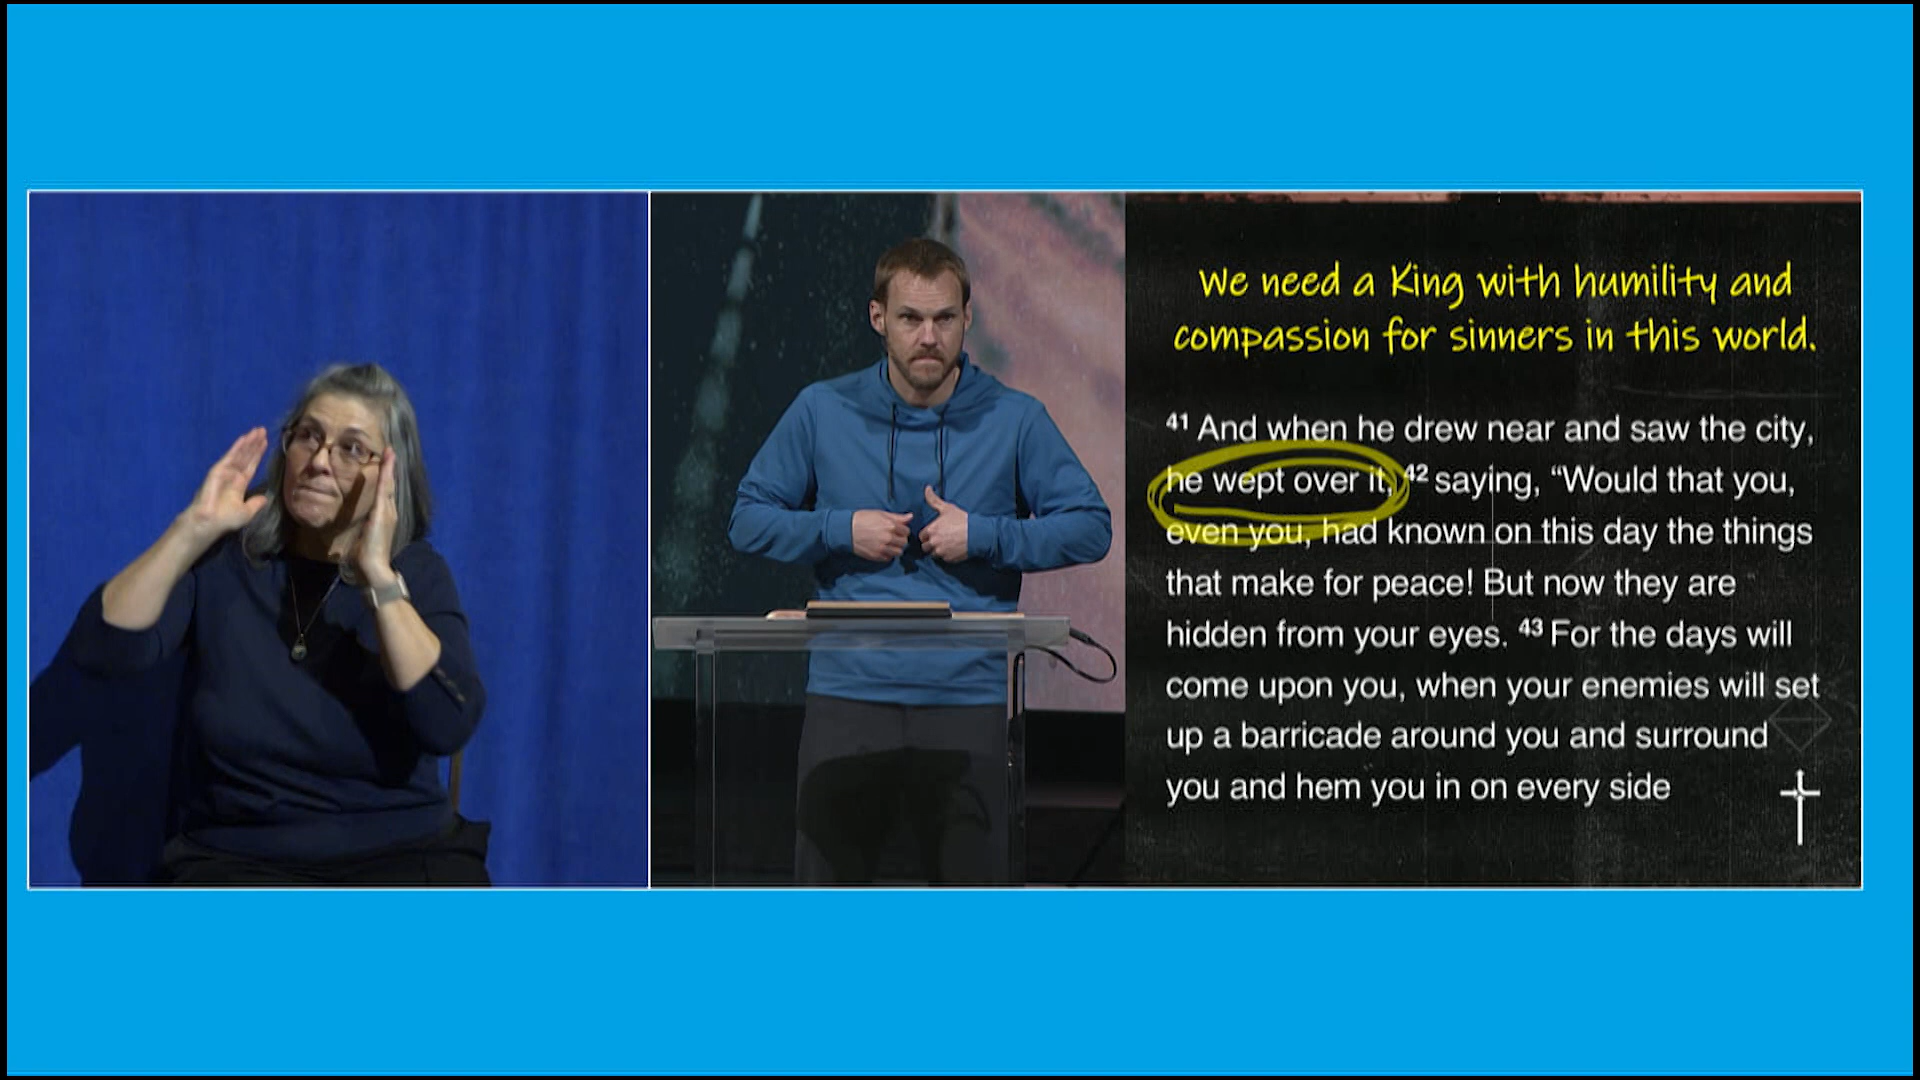 We need a King with humility and
compassion for sinners in this world.
41 And when he drew near and saw the city,
he wept over it, 42 saying, “Would that you,
even you, had known on this day the things
that make for peace! But now they are
hidden from your eyes. 43 For the days will
come upon you, when your enemies will set
up a barricade around you and surround
you and hem you in on every side